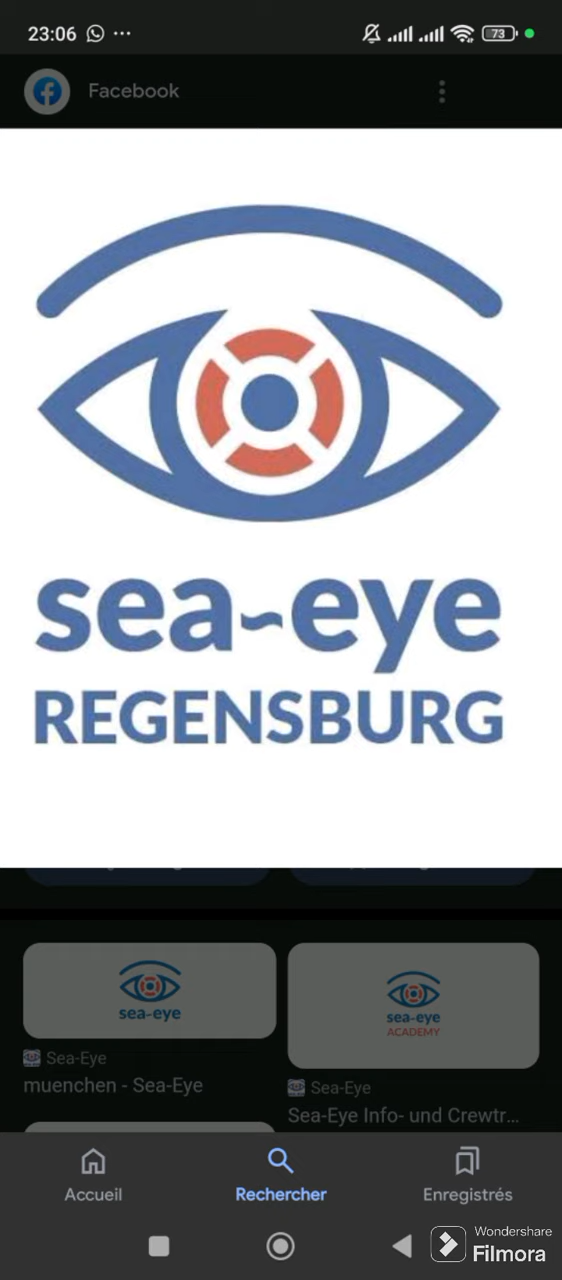 23:06
73
Facebook
sea~eye
REGENSBURG
sea-eye
sea-eye
ACADEMY
Sea-Eye
muenchen - Sea-Eye
Sea-Eye
Sea-Eye Info- und Crewtr...
Accueil
Rechercher
Enregistrés
Wondershare
Filmora